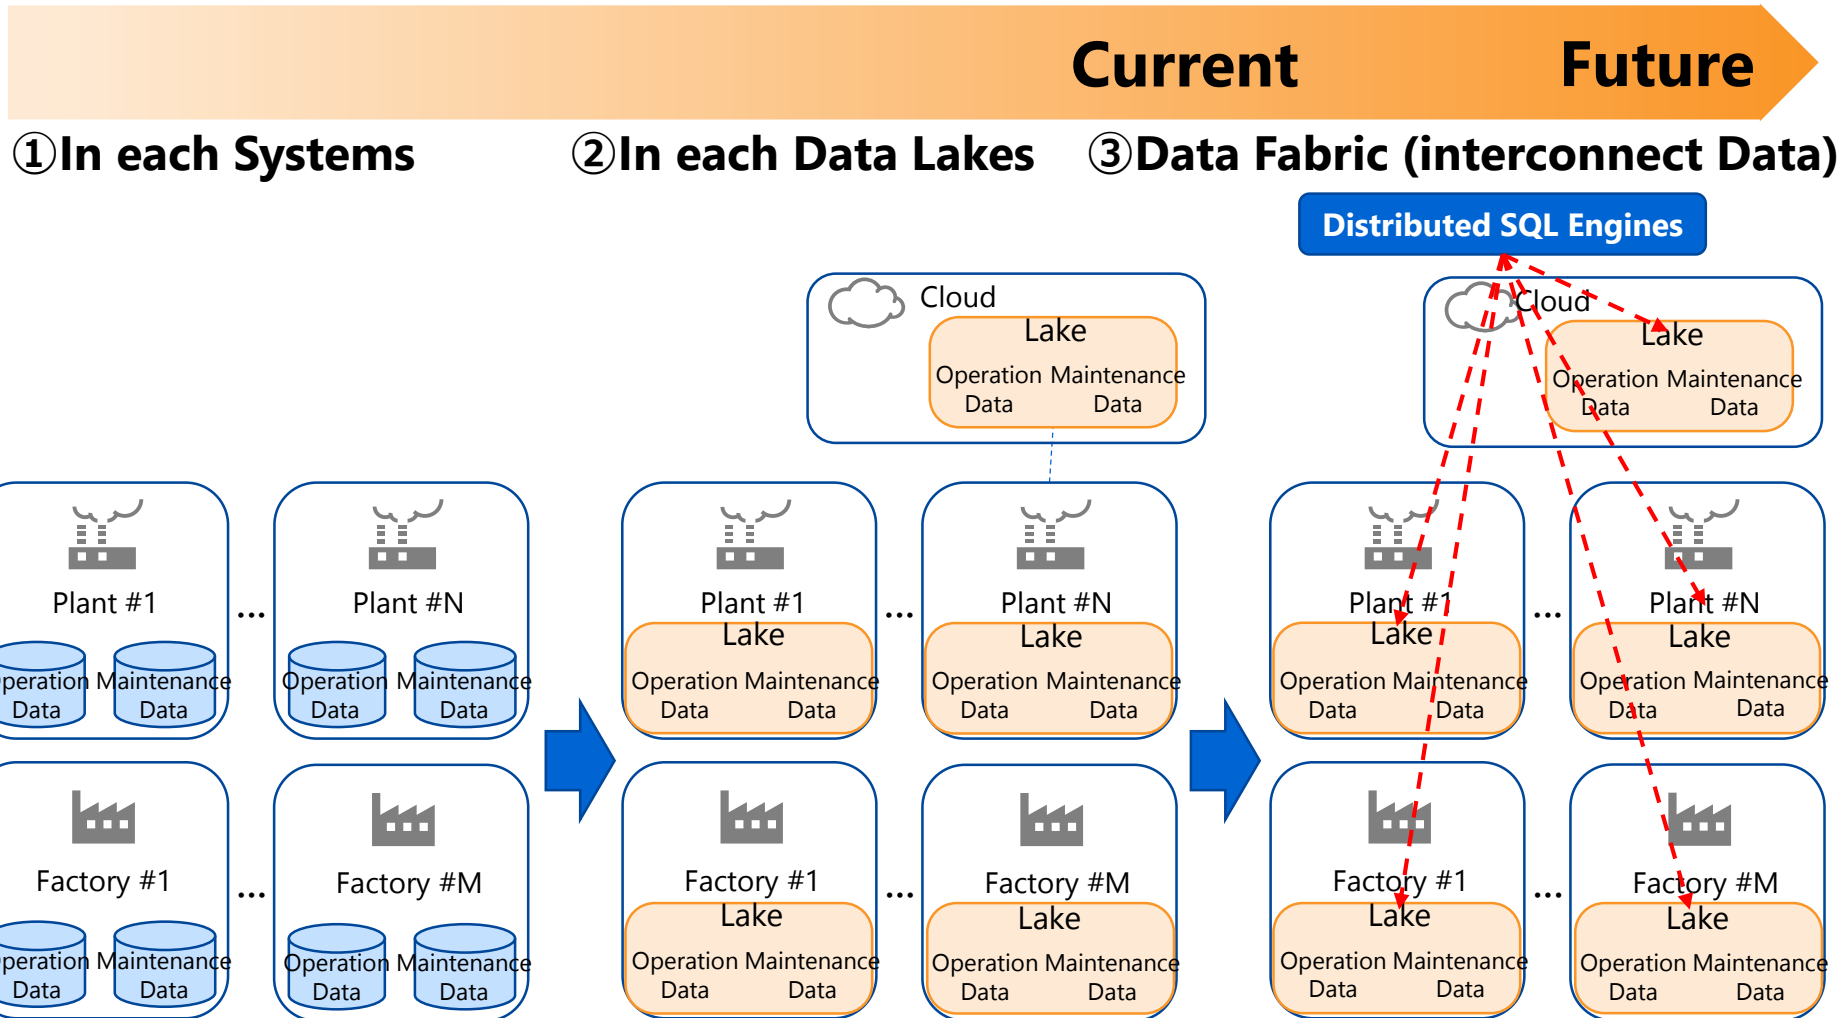 Current Future
①In each Systems ②In each Data Lakes ③Data Fabric (interconnect Data)
Distributed SQL Engines
Cloud
Lake
Operation Maintenance
Data Data
Cloud
Lake
Operation Maintenance
Data Data
Plant #1 ... Plant #N
Operation Maintenance Operation Maintenance
Data Data Data Data
Factory #1 ... Factory #M
Operation Maintenance Operation Maintenance
Data Data Data Data
Plant #1 ... Plant #N
Lake Lake
Operation Maintenance Operation Maintenance
Data Data Data Data
Factory #1 ... Factory #M
Lake Lake
Operation Maintenance Operation Maintenance
Data Data Data Data
Plant #1 ... Plant #N
Lake Lake
Operation Maintenance Operation Maintenance
Data Data Data Data
Factory #1 ... Factory #M
Lake Lake
Operation Maintenance Operation Maintenance
Data Data Data Data